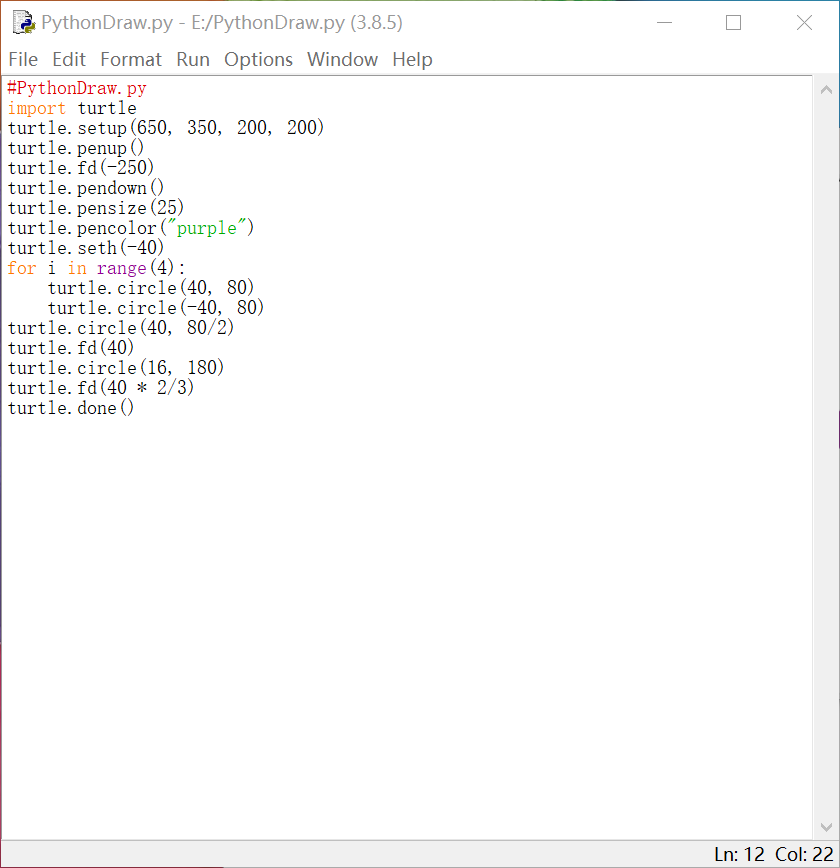 PythonDraw.py - E:/PythonDraw.py (3.8.5)
File Edit Format Run Options Window Help
#PythonDraw.py
import turtle
turtle.setup(650, 350, 200, 200)
turtle.penup()
turtle.fd(-250)
turtle.pendown()
turtle.pensize(25)
turtle.pencolor("purple")
turtle.seth(-40)
for i in range(4):
    turtle.circle(40, 80)
    turtle.circle(-40, 80)
turtle.circle(40, 80/2)
turtle.fd(40)
turtle.circle(16, 180)
turtle.fd(40 * 2/3)
turtle.done()
Ln: 12 Col: 22